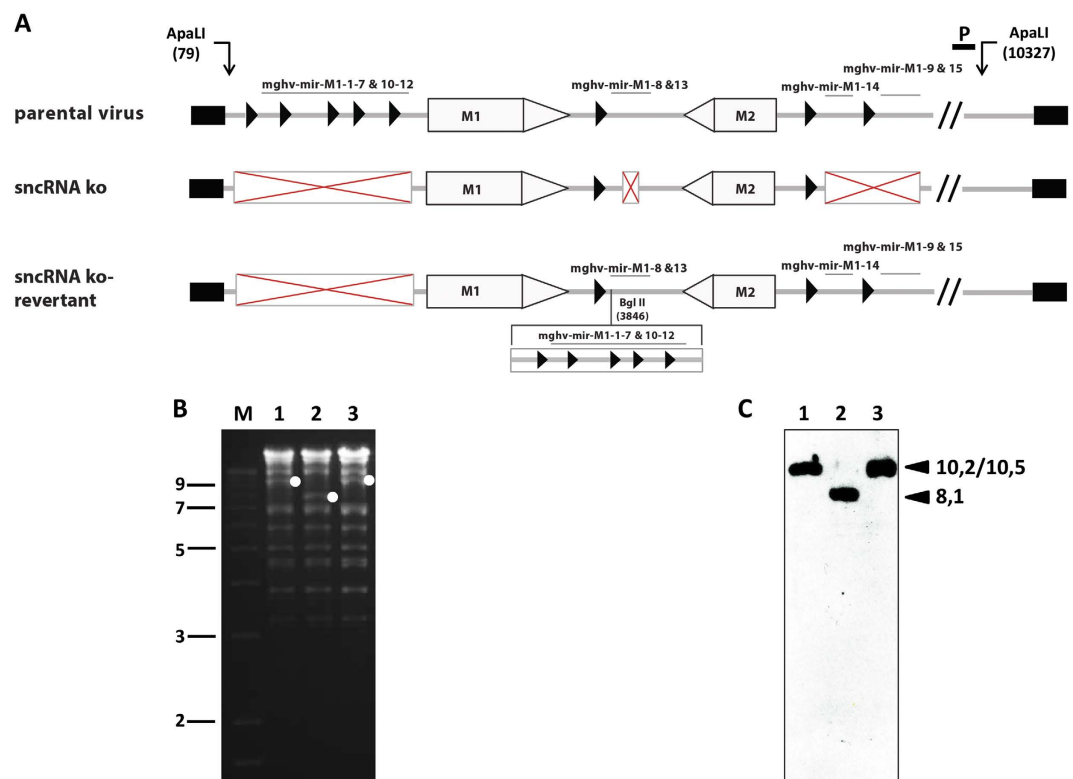 A
ApaLI
(79)
P
ApaLI
(10327)
mghv-mir-M1-1-7 & 10-12
mghv-mir-M1-8 &13
mghv-mir-M1-9 & 15
mghv-mir-M1-14
parental virus
M1
M2
//
sncRNA ko
M1
M2
//
mghv-mir-M1-9 & 15
mghv-mir-M1-8 &13
mghv-mir-M1-14
sncRNA ko-
revertant
M1
M2
//
Bgl II
(3846)
mghv-mir-M1-1-7 & 10-12
B
M 1 2 3
9
7
5
3
2
C
1 2 3
10,2/10,5
8,1